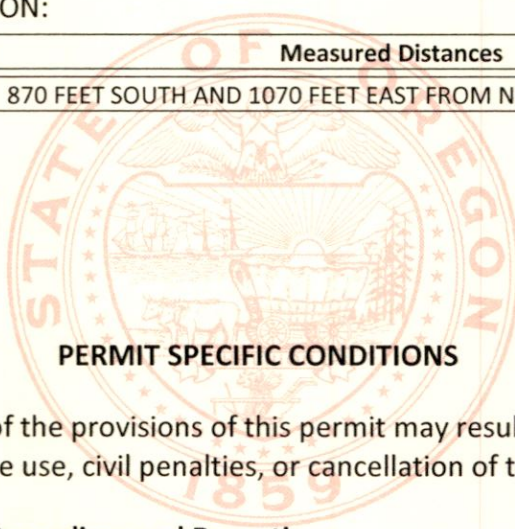 ON:
Measured Distances
870 FEET SOUTH AND 1070 FEET EAST FROM N
STATE OF OREGON
PERMIT SPECIFIC CONDITIONS
of the provisions of this permit may resul
e use, civil penalties, or cancellation of t
1859